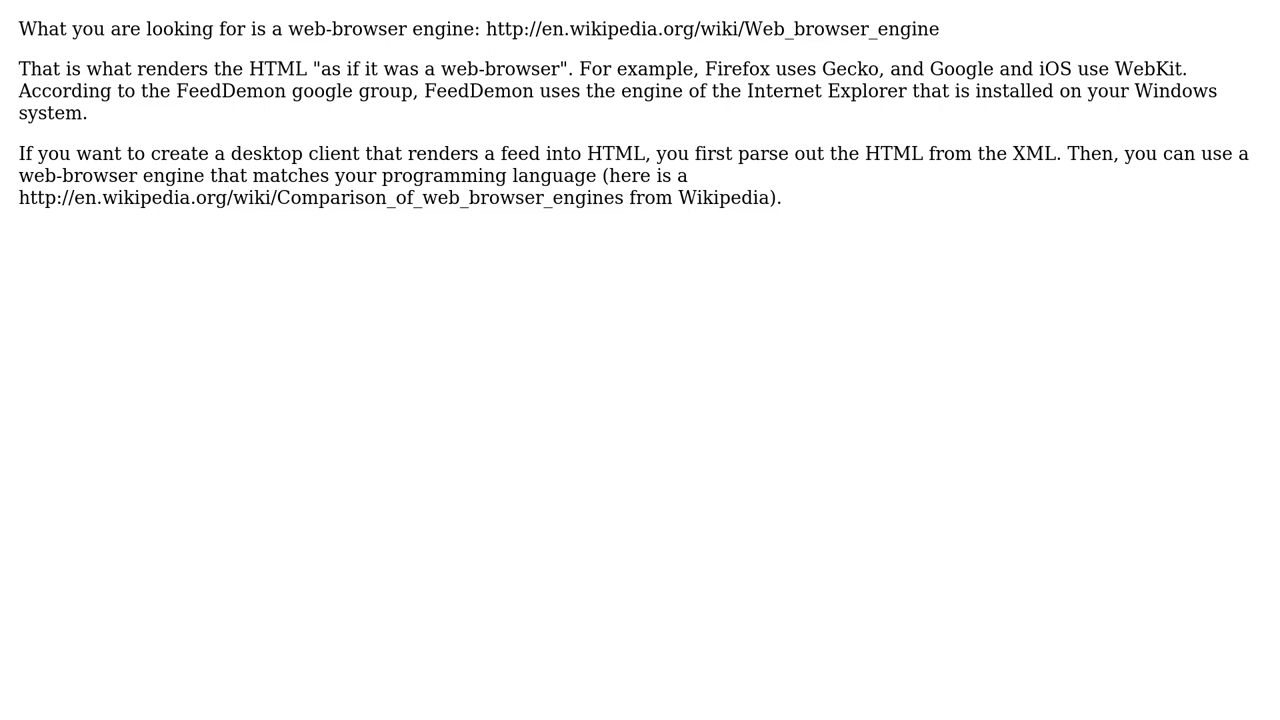 What you are looking for is a web-browser engine: http://en.wikipedia.org/wiki/Web_browser_engine
That is what renders the HTML "as if it was a web-browser". For example, Firefox uses Gecko, and Google and iOS use WebKit.
According to the FeedDemon google group, FeedDemon uses the engine of the Internet Explorer that is installed on your Windows
system.
If you want to create a desktop client that renders a feed into HTML, you first parse out the HTML from the XML. Then, you can use a
web-browser engine that matches your programming language (here is a
http://en.wikipedia.org/wiki/Comparison_of_web_browser_engines from Wikipedia).